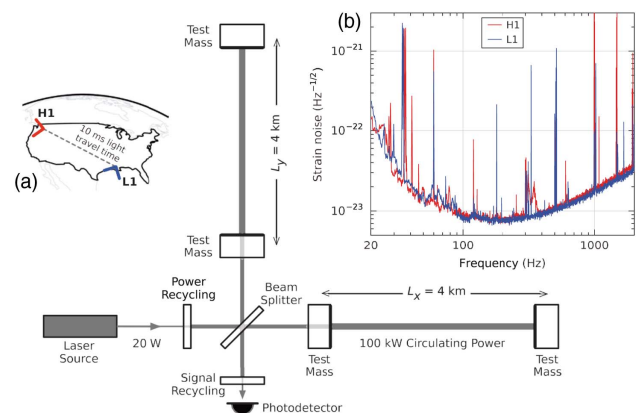 (a)
H1
10 ms light
travel time
L1
Test
Mass
Ly = 4 km
Test
Mass
Power
Recycling
Beam
Splitter
Laser
Source
20 W
Lx = 4 km
Test
Mass
100 kW Circulating Power
Test
Mass
Signal
Recycling
Photodetector
(b)
H1
L1
Strain noise (Hz-1/2)
10-21
10-22
10-23
20
100
1000
Frequency (Hz)